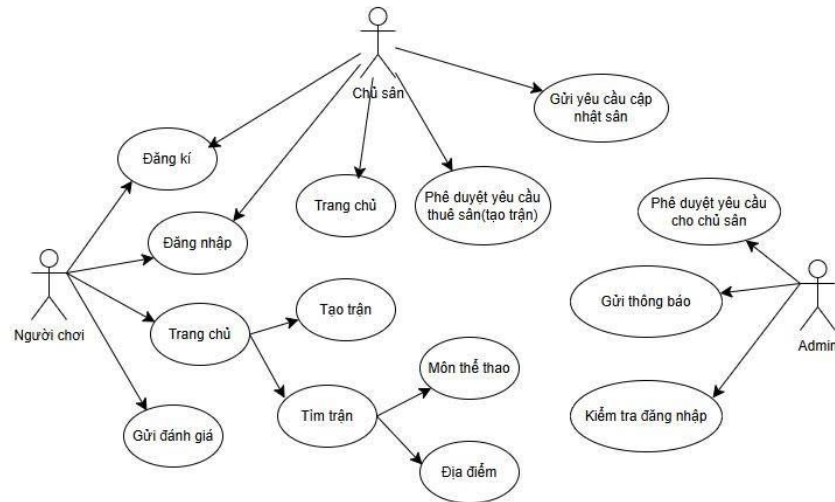 Chủ sân
Gửi yêu cầu cập
nhật sân
Đăng kí
Trang chủ
Phê duyệt yêu cầu
thuê sân(tạo trận)
Phê duyệt yêu cầu
cho chủ sân
Đăng nhập
Người chơi
Trang chủ
Tạo trận
Gửi thông báo
Admin
Môn thể thao
Tìm trận
Kiểm tra đăng nhập
Gửi đánh giá
Địa điểm